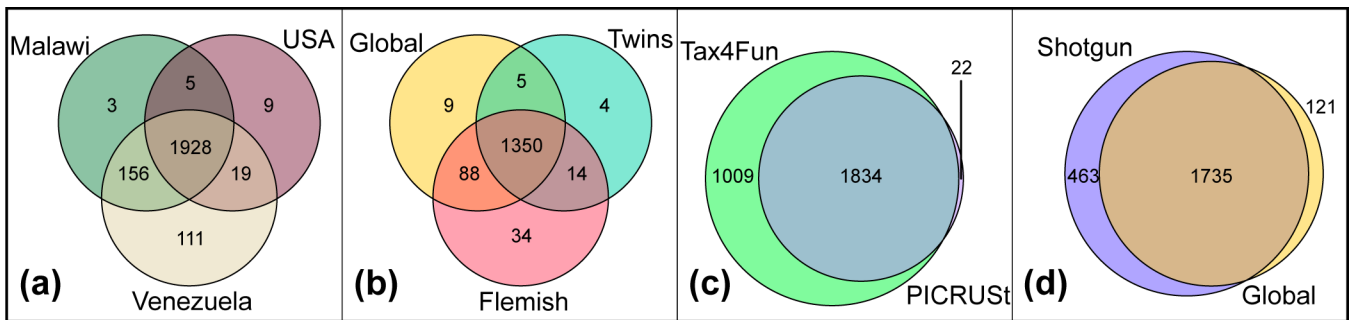 Malawi
USA
5
3
9
1928
156
19
111
(a)
Venezuela
Global
Twins
5
9
4
1350
88
14
34
(b)
Flemish
Tax4Fun
22
1009
1834
(c)
PICRUSt
Shotgun
121
463
1735
(d)
Global